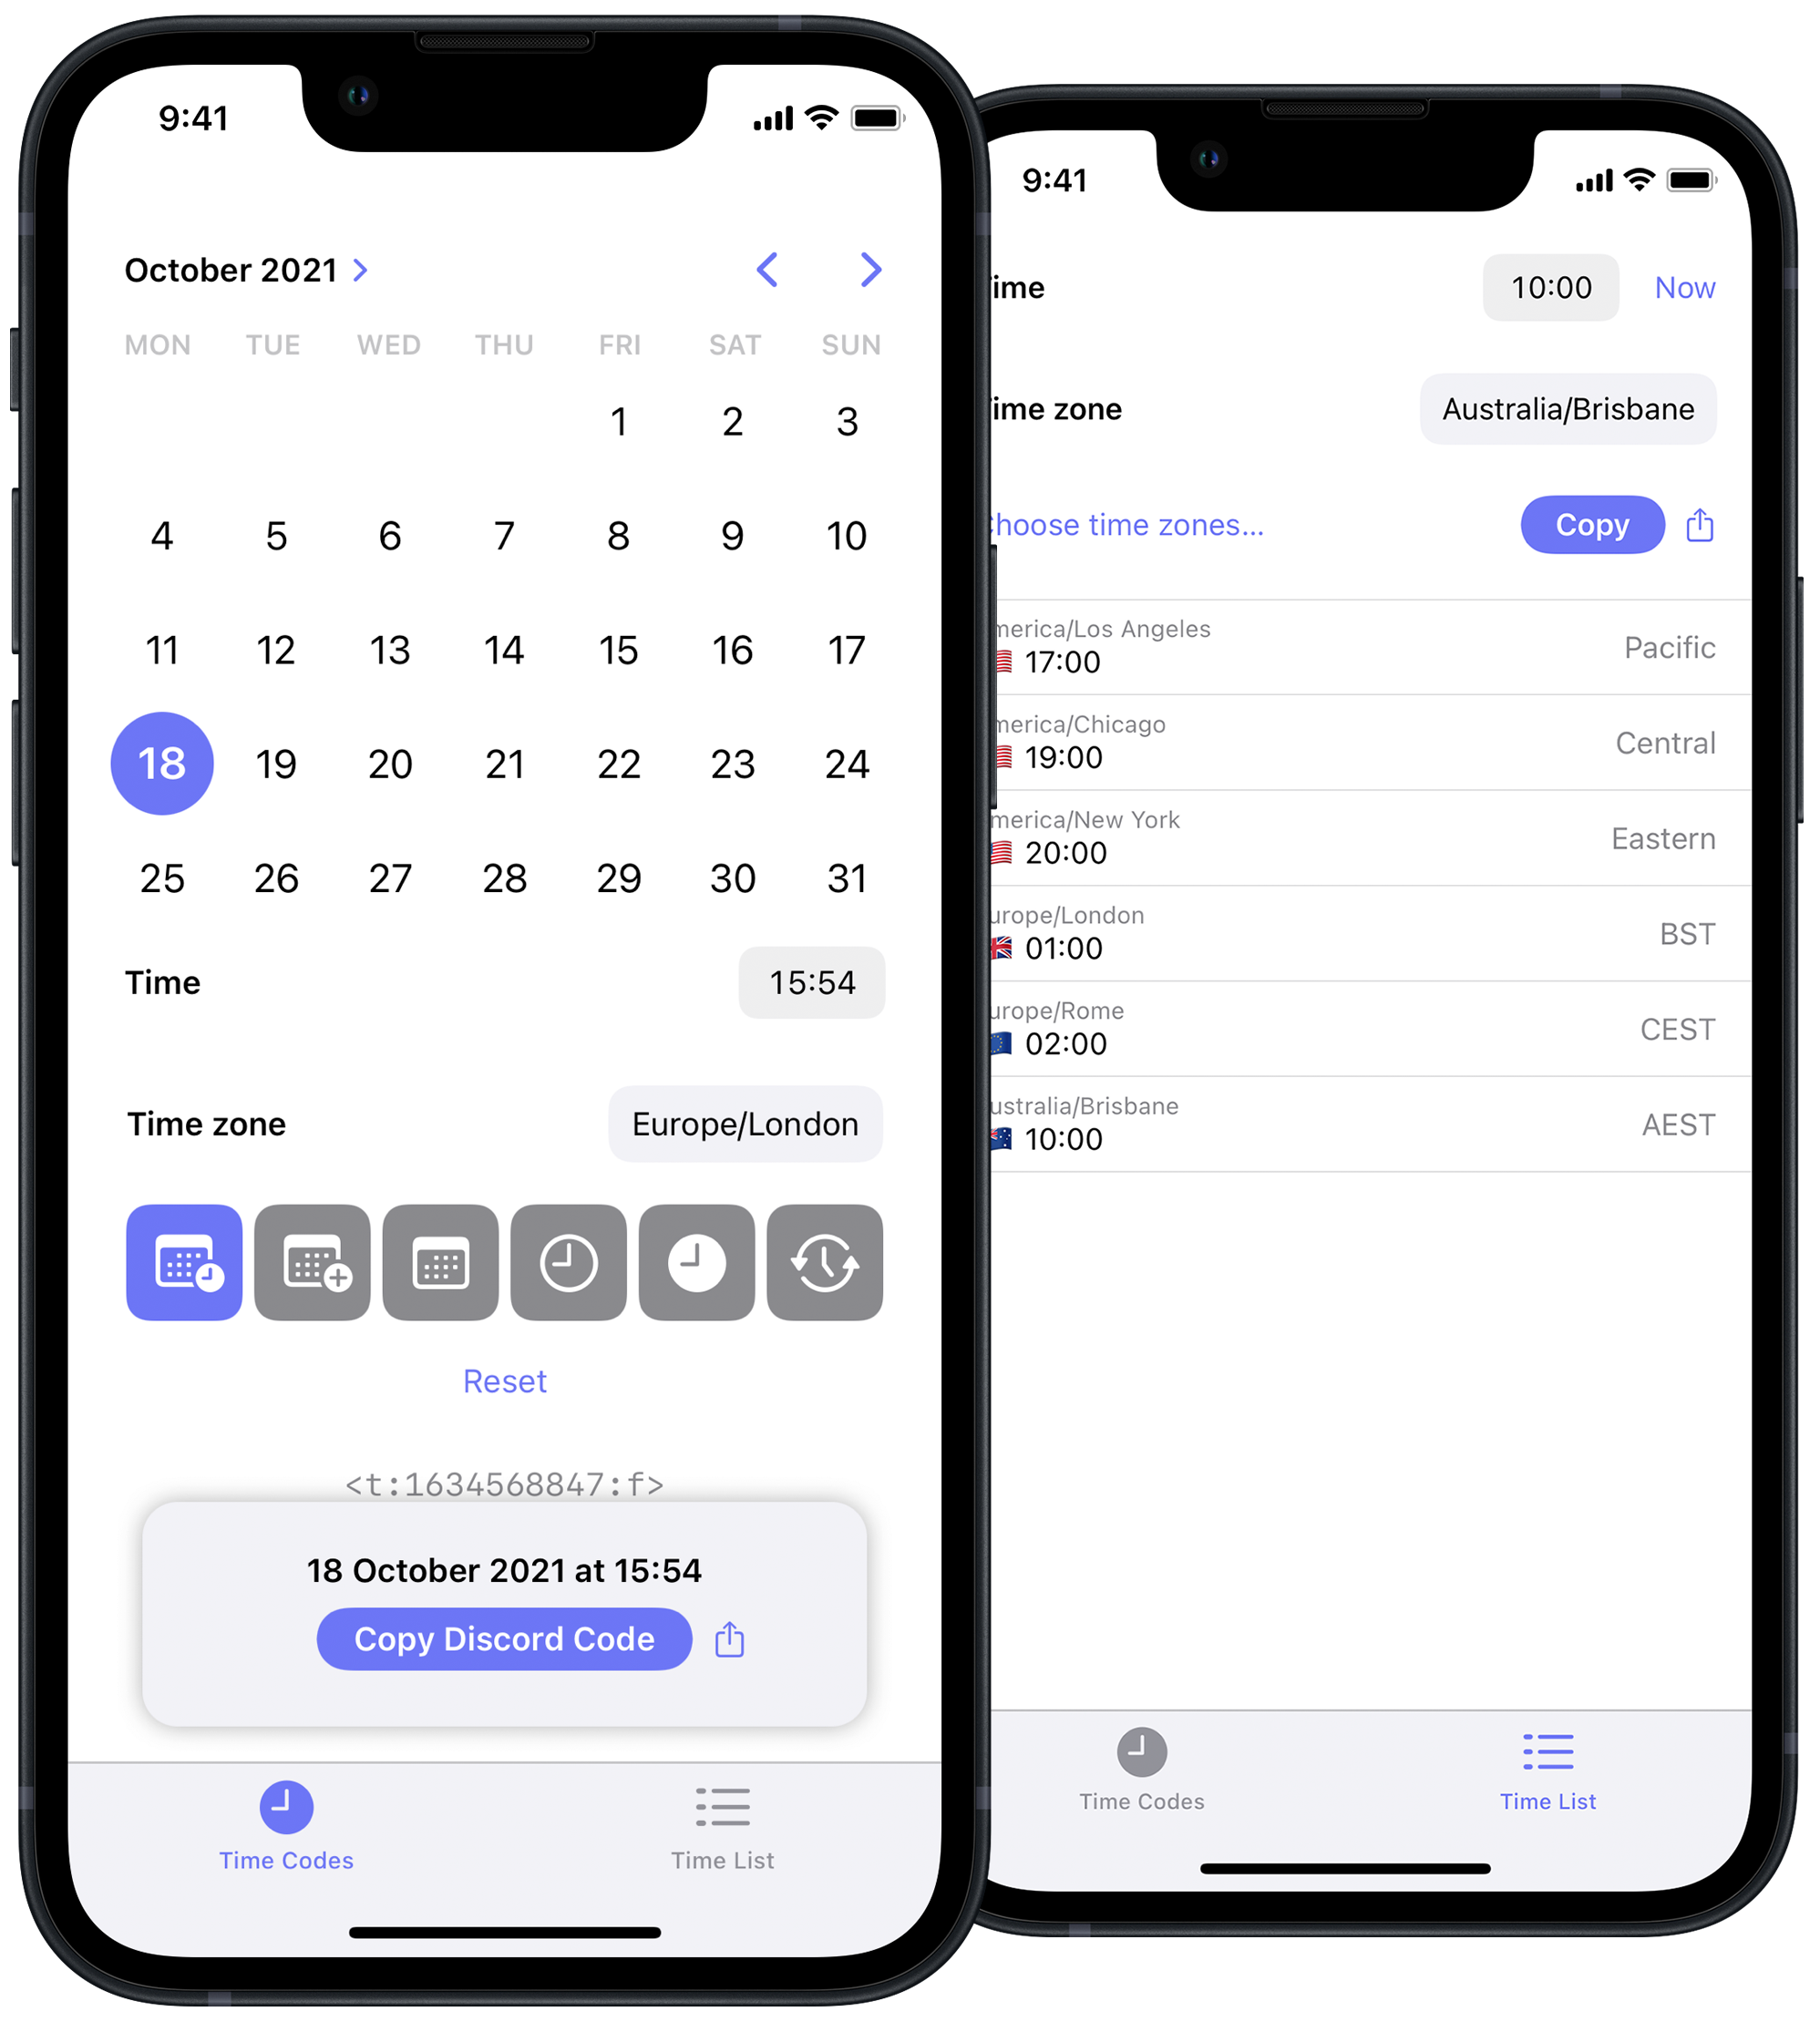 9:41
October 2021
MON TUE WED THU FRI SAT SUN
1 2 3
4 5 6 7 8 9 10
11 12 13 14 15 16 17
18 19 20 21 22 23 24
25 26 27 28 29 30 31
Time 15:54
Time zone Europe/London
Reset
<t:1634568847:f>
18 October 2021 at 15:54
Copy Discord Code
Time Codes Time List
9:41
ime 10:00 Now
ime zone Australia/Brisbane
hoose time zones... Copy
merica/Los Angeles
17:00 Pacific
merica/Chicago
19:00 Central
merica/New York
20:00 Eastern
urope/London
01:00 BST
urope/Rome
02:00 CEST
ustralia/Brisbane
10:00 AEST
Time Codes Time List